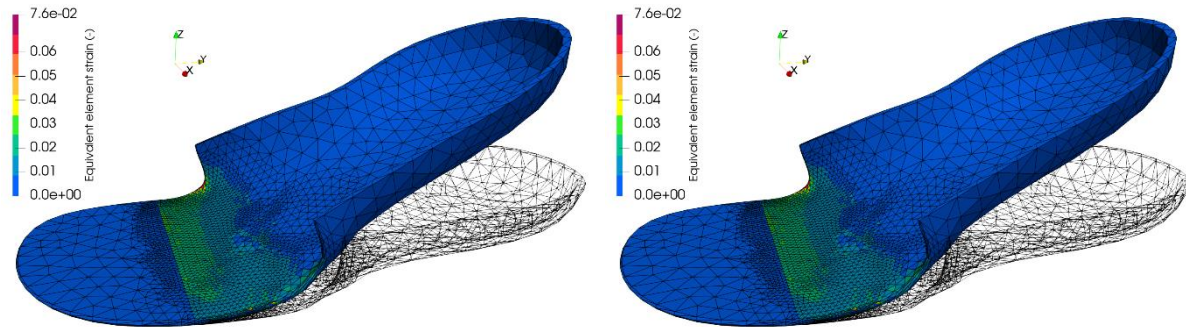 7.6e-02
0.06
0.05
0.04
0.03
0.02
0.01
0.0e+00
Equivalent element strain (-)
Z
Y
X
7.6e-02
0.06
0.05
0.04
0.03
0.02
0.01
0.0e+00
Equivalent element strain (-)
Z
Y
X